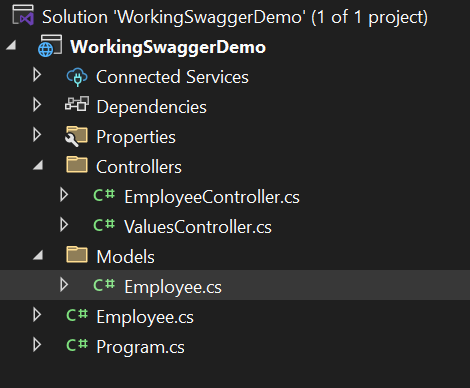 Solution 'WorkingSwaggerDemo' (1 of 1 project)
WorkingSwaggerDemo
Connected Services
Dependencies
Properties
Controllers
C# EmployeeController.cs
C# ValuesController.cs
Models
C# Employee.cs
C# Employee.cs
C# Program.cs